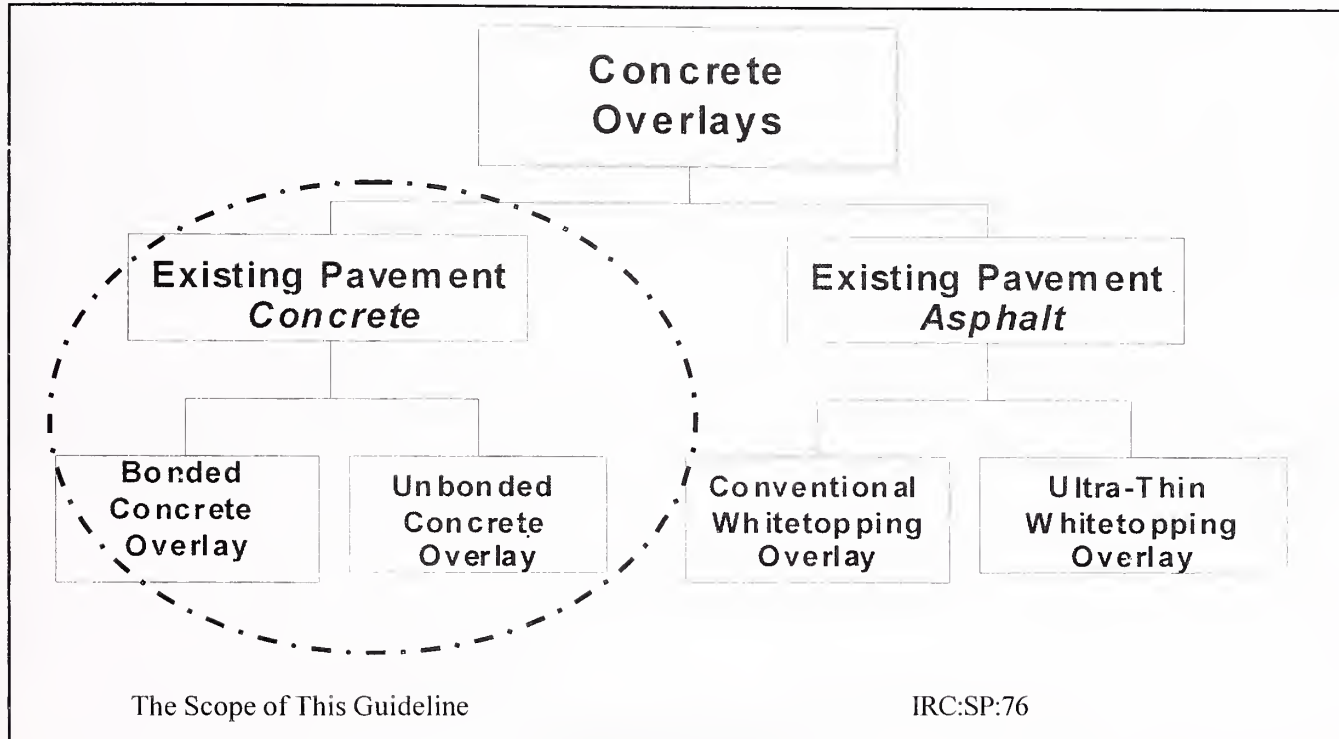 Concrete
Overlays
Existing Pavement
Concrete
Existing Pavement
Asphalt
Bonded
Concrete
Overlay
Unbonded
Concrete
Overlay
Conventional
Whitetopping
Overlay
Ultra-Thin
Whitetopping
Overlay
The Scope of This Guideline
IRC:SP:76